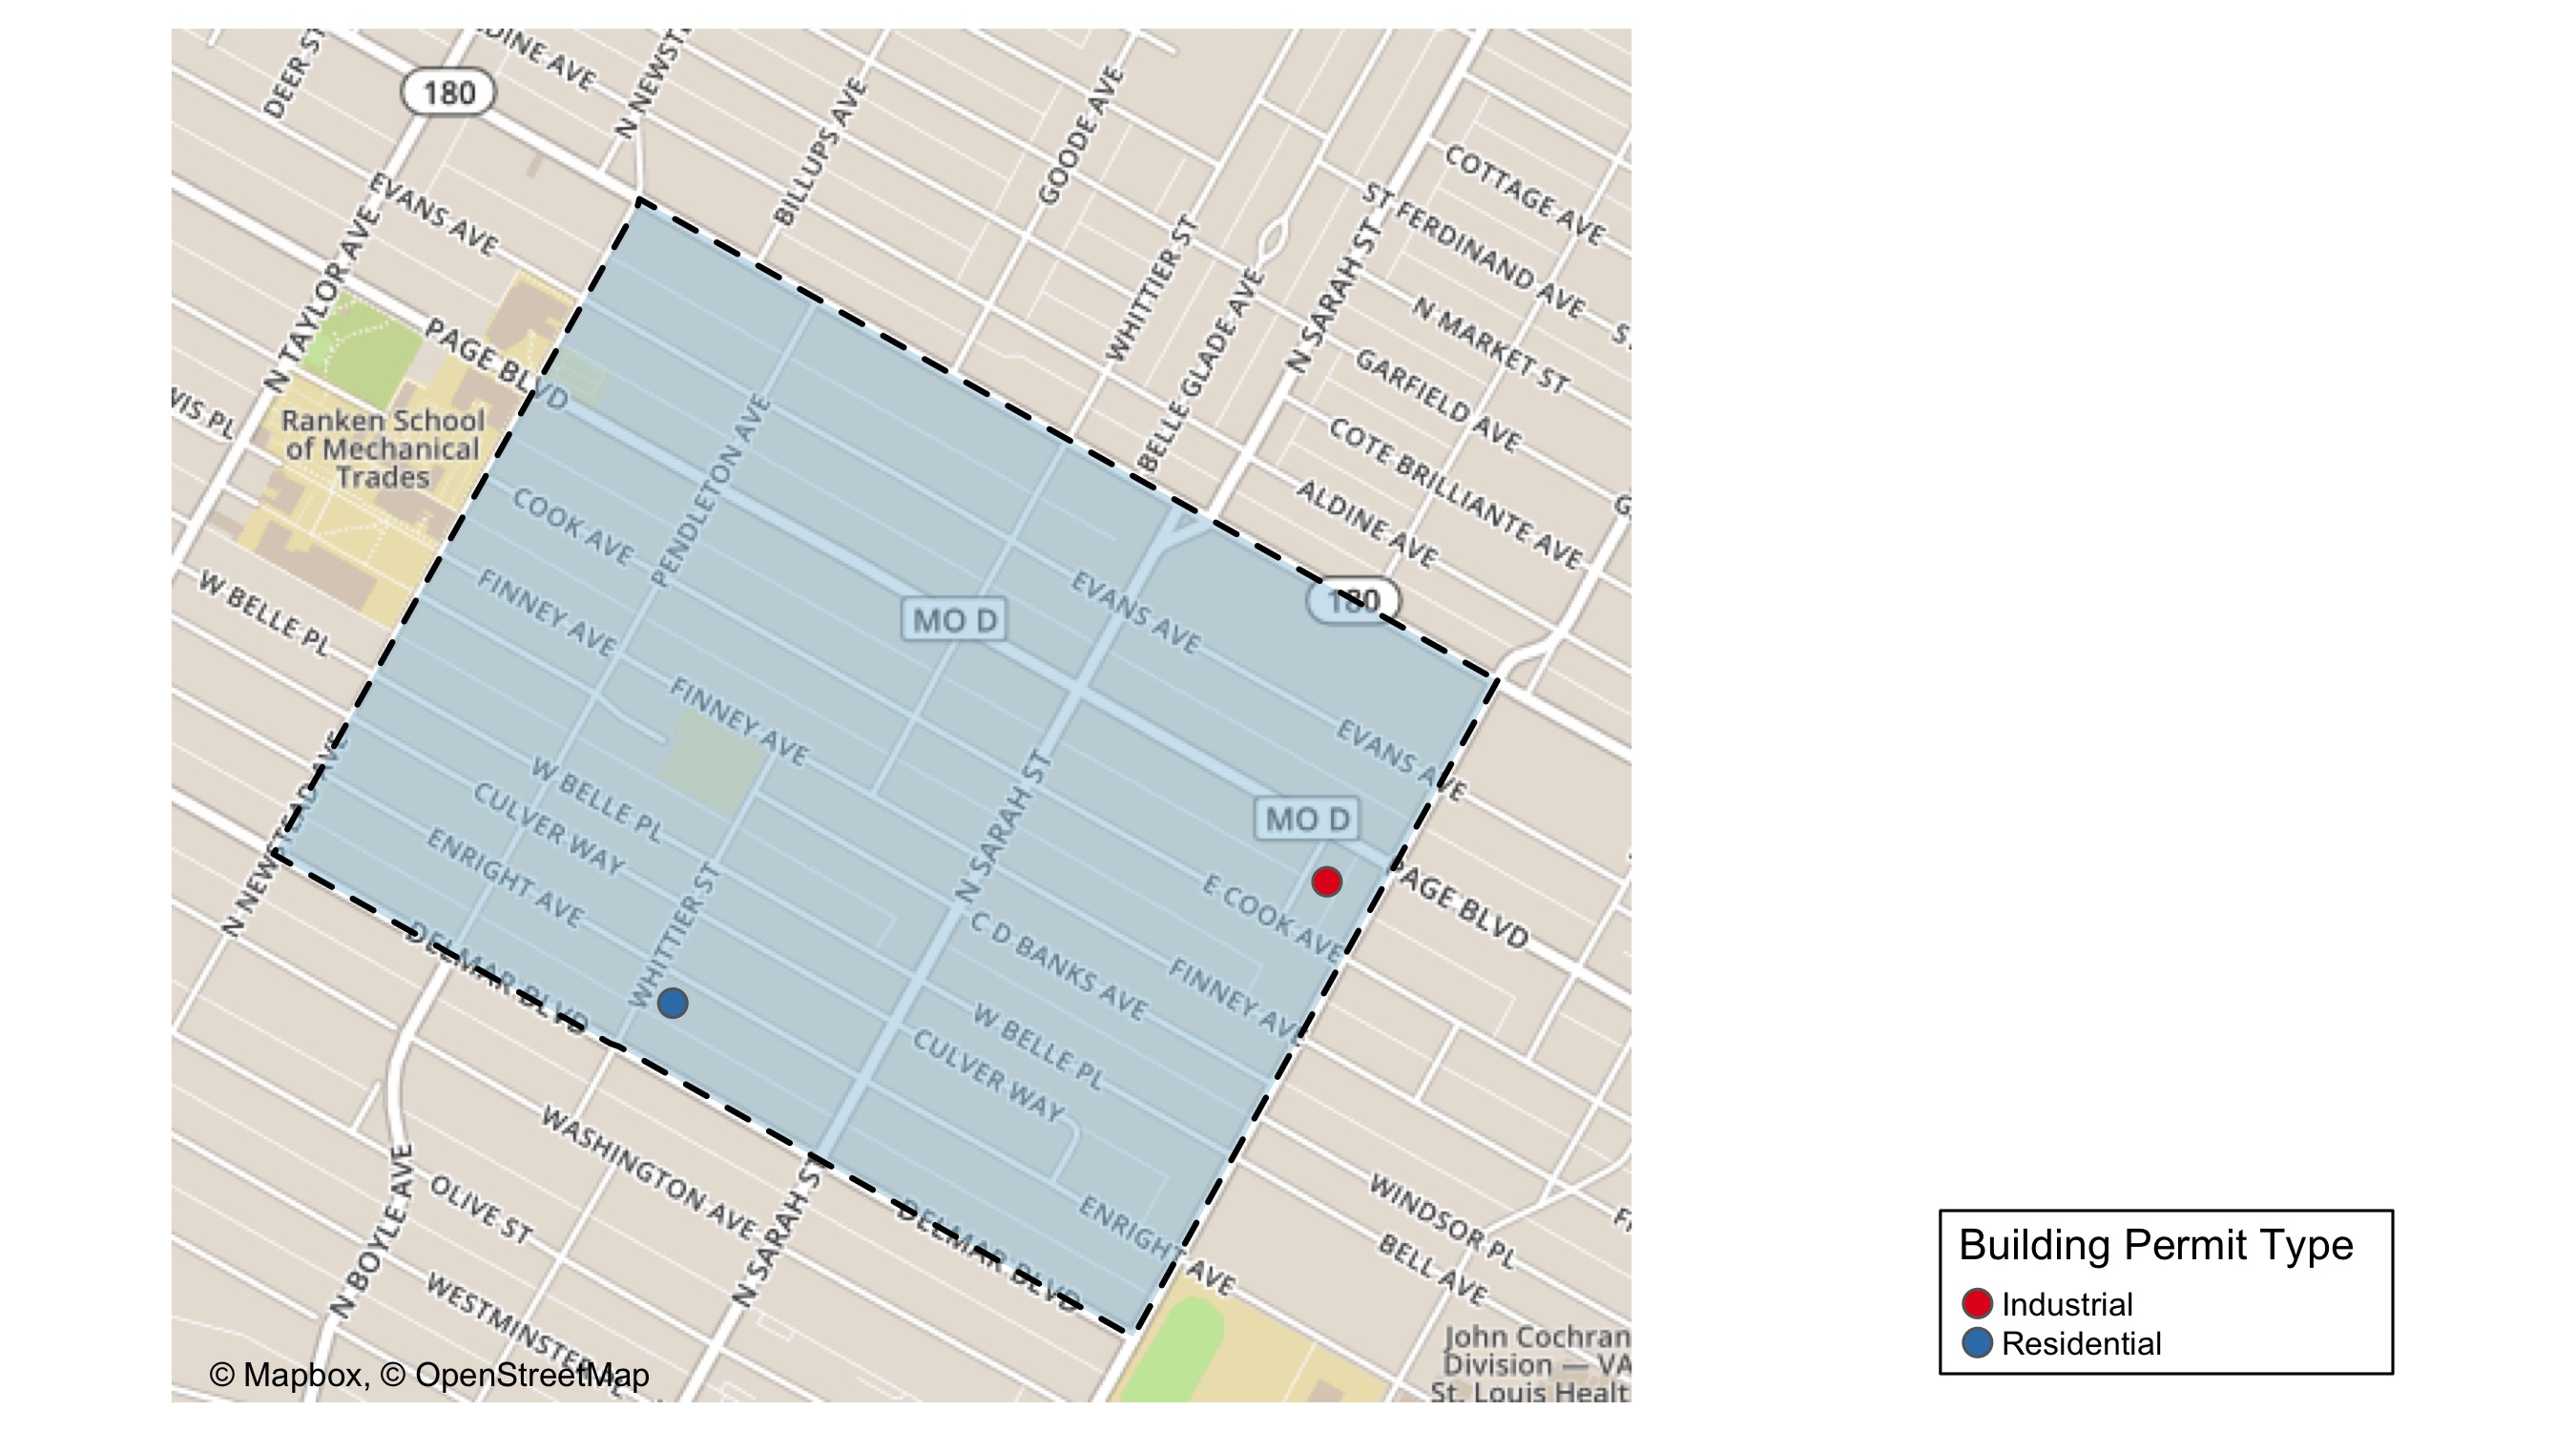 DEER ST
DINE AVE
N NEWST
180
BILLUPS AVE
GOODE AVE
COTTAGE AVE
ST FERDINAND AVE
EVANS AVE
N TAYLOR AVE
WHITTIER ST
BELLE GLADE AVE
N SARAH ST
N MARKET ST
GARFIELD AVE
PAGE BLVD
VIS PL
Ranken School
of Mechanical
Trades
PENDLETON AVE
COTE BRILLIANTE AVE
ALDINE AVE
COOK AVE
FINNEY AVE
W BELLE PL
MO D
EVANS AVE
180
FINNEY AVE
EVANS AVE
N NEWSTEAD AVE
W BELLE PL
CULVER WAY
ENRIGHT AVE
N SARAH ST
MO D
PAGE BLVD
E COOK AVE
WHITTIER ST
DELMAR BLVD
C D BANKS AVE
FINNEY AVE
W BELLE PL
CULVER WAY
WASHINGTON AVE
N BOYLE AVE
OLIVE ST
N SARAH ST
DELMAR BLVD
ENRIGHT AVE
WINDSOR PL
BELL AVE
WESTMINSTER PL
John Cochran
Division — VA
St. Louis Healt
© Mapbox, © OpenStreetMap
Building Permit Type
Industrial
Residential